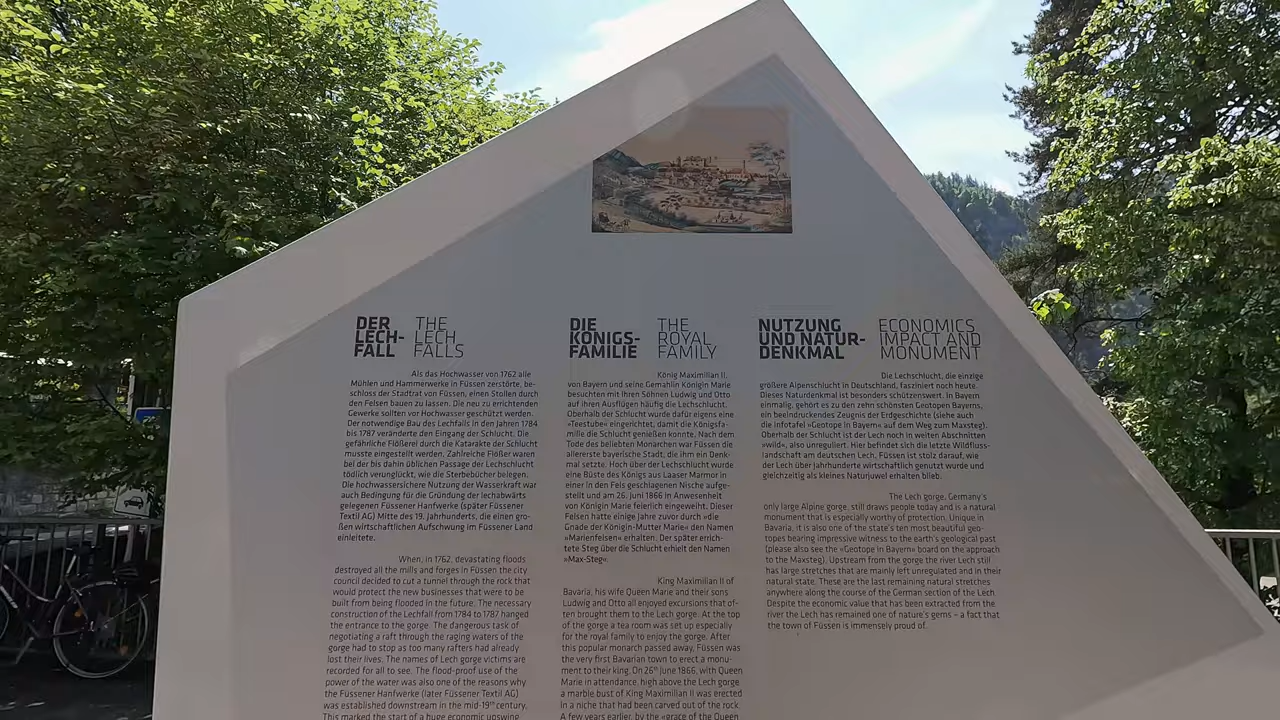 DER
LECH-
FALL
THE
LECH
FALLS
Als das Hochwasser von 1762 alle
Mühlen und Hammerwerke in Füssen zerstörte, be-
schloss der Stadtrat von Füssen, einen Stollen durch
den Felsen bauen zu lassen. Die neu zu errichtenden
Gewerke sollten vor Hochwasser geschützt werden.
Der notwendige Bau des Lechfalls in den Jahren 1784
bis 1787 veränderte den Eingang der Schlucht. Die
gefährliche Flößerei durch die Katarakte der Schlucht
musste eingestellt werden. Zahlreiche Flößer waren
bei der bis dahin üblichen Passage der Lechschlucht
tödlich verunglückt, wie die Sterbebücher belegen.
Die hochwassersichere Nutzung der Wasserkraft war
auch Bedingung für die Gründung der lechabwärts
gelegenen Füssener Hanfwerke (später Füssener
Textil AG) Mitte des 19. Jahrhunderts, die einen gro-
ßen wirtschaftlichen Aufschwung im Füssener Land
einleitete.
When, in 1762, devastating floods
destroyed all the mills and forges in Füssen the city
council decided to cut a tunnel through the rock that
would protect the new businesses that were to be
built from being flooded in the future. The necessary
construction of the Lechfall from 1784 to 1787 hanged
the entrance to the gorge. The dangerous task of
negotiating a raft through the raging waters of the
gorge had to stop as too many rafters had already
lost their lives. The names of Lech gorge victims are
recorded for all to see. The flood-proof use of the
power of the water was also one of the reasons why
the Füssener Hanfwerke (later Füssener Textil AG)
was established downstream in the mid-19th century.
This marked the start of a huge economic upswing
DIE
KÖNIGS-
FAMILIE
THE
ROYAL
FAMILY
König Maximilian II.
von Bayern und seine Gemahlin Königin Marie
besuchten mit ihren Söhnen Ludwig und Otto
auf ihren Ausflügen häufig die Lechschlucht.
Oberhalb der Schlucht wurde dafür eigens eine
»Teestube« eingerichtet, damit die Königsfa-
milie die Schlucht genießen konnte. Nach dem
Tode des beliebten Monarchen war Füssen die
allererste bayerische Stadt, die ihm ein Denk-
mal setzte. Hoch über der Lechschlucht wurde
eine Büste des Königs aus Laaser Marmor in
einer in den Fels geschlagenen Nische aufge-
stellt und am 26. Juni 1866 in Anwesenheit
von Königin Marie feierlich eingeweiht. Dieser
Felsen hatte einige Jahre zuvor durch »die
Gnade der Königin-Mutter Marie« den Namen
»Marienfelsen« erhalten. Der später errich-
tete Steg über die Schlucht erhielt den Namen
»Max-Steg«.
King Maximilian II of
Bavaria, his wife Queen Marie and their sons
Ludwig and Otto all enjoyed excursions that of-
ten brought them to the Lech gorge. At the top
of the gorge a tea room was set up especially
for the royal family to enjoy the gorge. After
this popular monarch passed away, Füssen was
the very first Bavarian town to erect a monu-
ment to their king. On 26th June 1866, with Queen
Marie in attendance, high above the Lech gorge
a marble bust of King Maximilian II was erected
in a niche that had been carved out of the rock.
A few years earlier, by the »grace of the Queen
NUTZUNG
UND NATUR-
DENKMAL
ECONOMICS
IMPACT AND
MONUMENT
Die Lechschlucht, die einzige
größere Alpenschlucht in Deutschland, fasziniert noch heute.
Dieses Naturdenkmal ist besonders schützenswert. In Bayern
einmalig, gehört es zu den zehn schönsten Geotopen Bayerns,
ein beeindruckendes Zeugnis der Erdgeschichte (siehe auch
die Infotafel »Geotope in Bayern« auf dem Weg zum Maxsteg).
Oberhalb der Schlucht ist der Lech noch in weiten Abschnitten
»wild«, also unreguliert. Hier befindet sich die letzte Wildfluss-
landschaft am deutschen Lech. Füssen ist stolz darauf, wie
der Lech über Jahrhunderte wirtschaftlich genutzt wurde und
gleichzeitig als kleines Naturjuwel erhalten blieb.
The Lech gorge, Germany's
only large Alpine gorge, still draws people today and is a natural
monument that is especially worthy of protection. Unique in
Bavaria, it is also one of the state's ten most beautiful geo-
topes bearing impressive witness to the earth's geological past
(please also see the »Geotope in Bayern« board on the approach
to the Maxsteg). Upstream from the gorge the river Lech still
has large stretches that are mainly left unregulated and in their
natural state. These are the last remaining natural stretches
anywhere along the course of the German section of the Lech.
Despite the economic value that has been extracted from the
river the Lech has remained one of nature's gems – a fact that
the town of Füssen is immensely proud of.